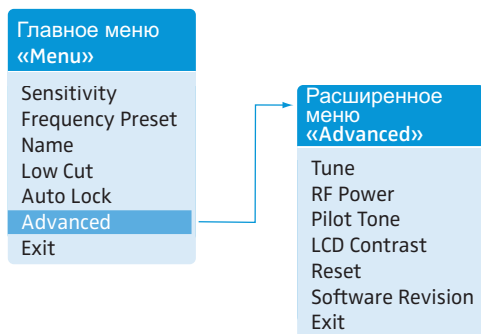 Главное меню
«Menu»
Sensitivity
Frequency Preset
Name
Low Cut
Auto Lock
Advanced
Exit
Расширенное
меню
«Advanced»
Tune
RF Power
Pilot Tone
LCD Contrast
Reset
Software Revision
Exit